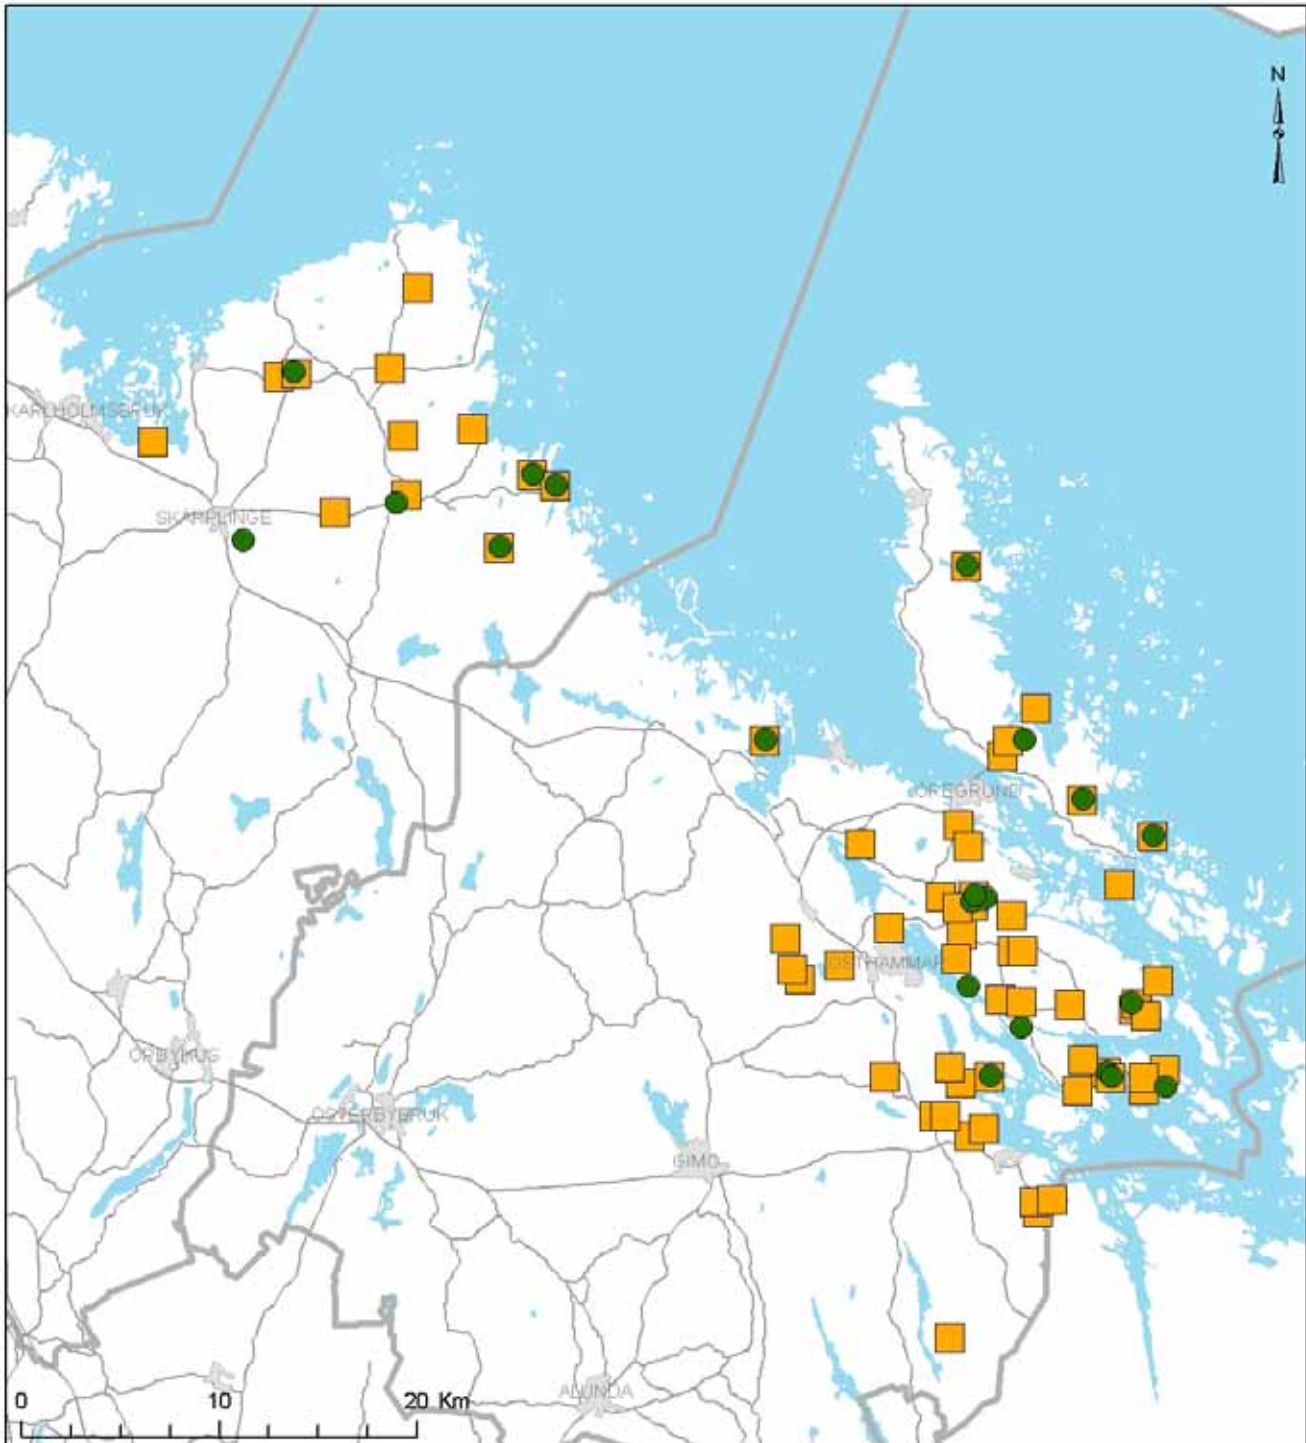 N
KARLHOLMSBRUK
SKÄRPLINGE
ÖREGRUND
ÖSTHAMMAR
ÖRBYHUS
ÖSTERBYBRUK
GIMO
ALUNDA
0 10 20 Km